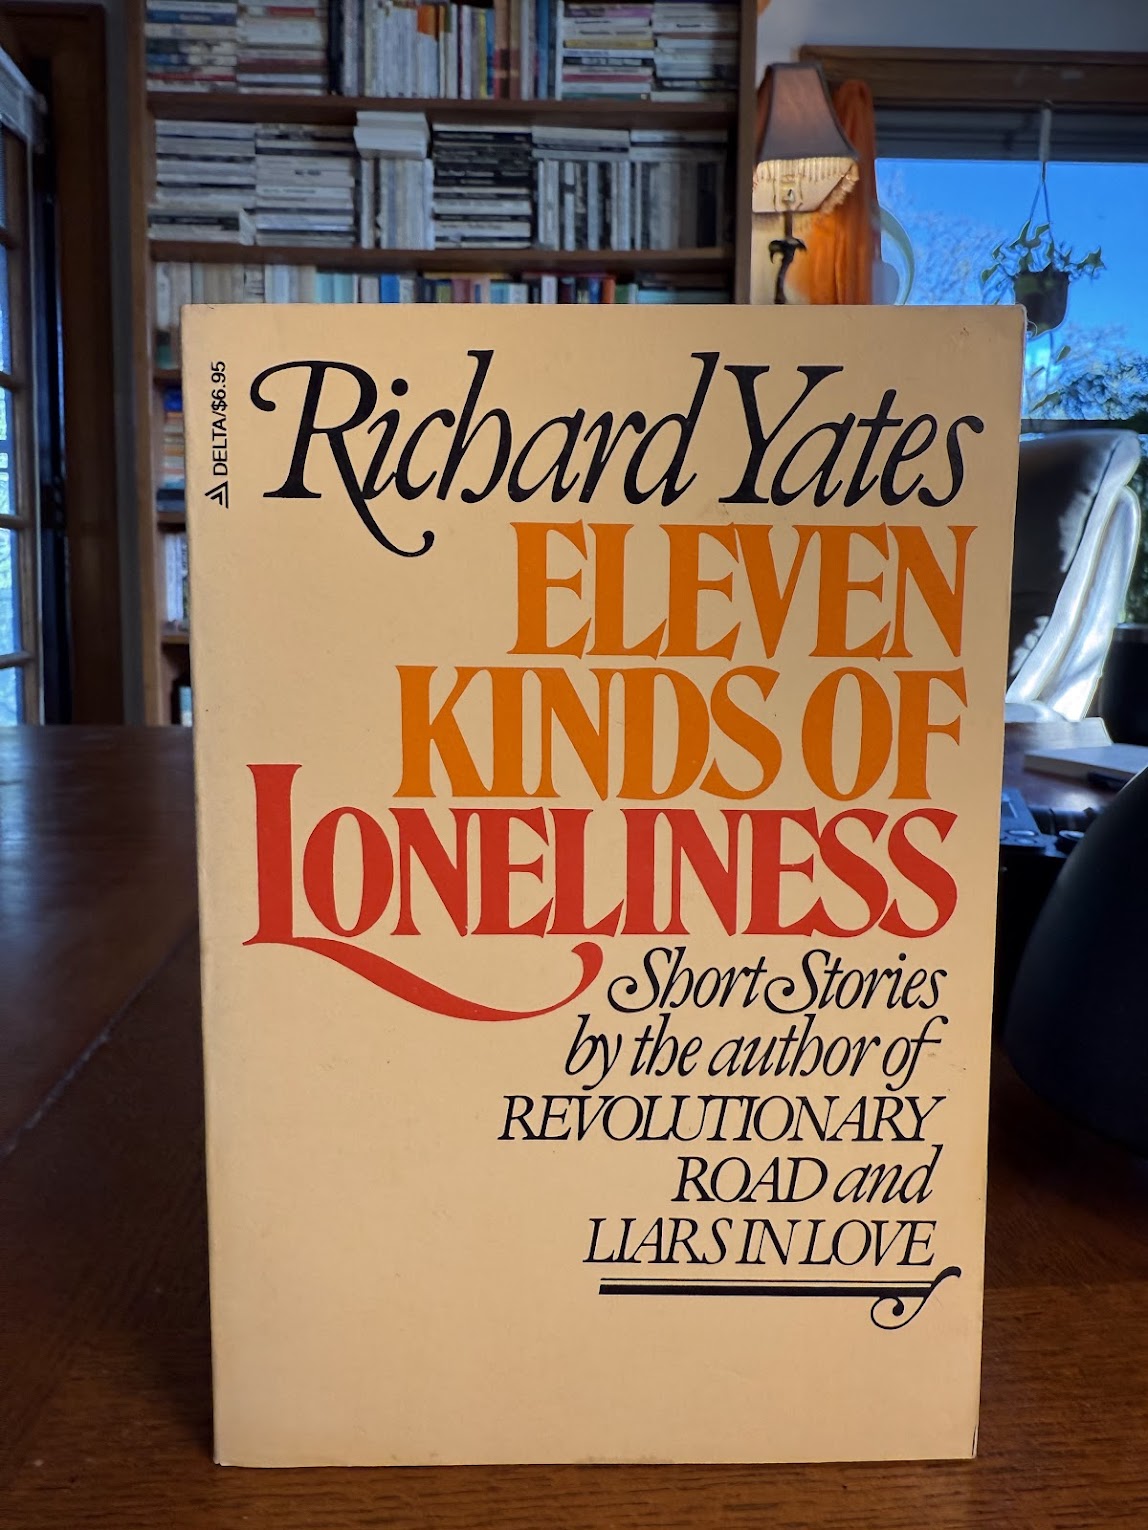 DELTA/$6.95
Richard Yates
ELEVEN
KINDS OF
LONELINESS
Short Stories
by the author of
REVOLUTIONARY
ROAD and
LIARS IN LOVE